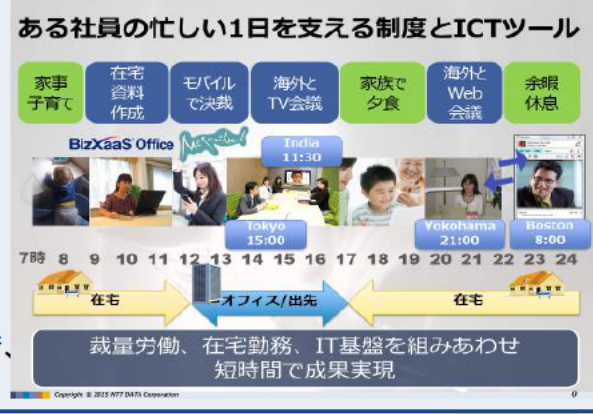 ある社員の忙しい1日を支える制度とICTツール
家事
子育て
在宅
資料
作成
モバイル
で決裁
海外と
TV会議
家族で
夕食
海外と
Web
会議
余暇
休息
BizXaaS Office
India
11:30
Tokyo
15:00
Yokohama
21:00
Boston
8:00
7時 8 9 10 11 12 13 14 15 16 17 18 19 20 21 22 23 24
在宅
オフィス/出先
在宅
裁量労働、在宅勤務、IT基盤を組みあわせ
短時間で成果実現
Copyright © 2015 NTT DATA Corporation